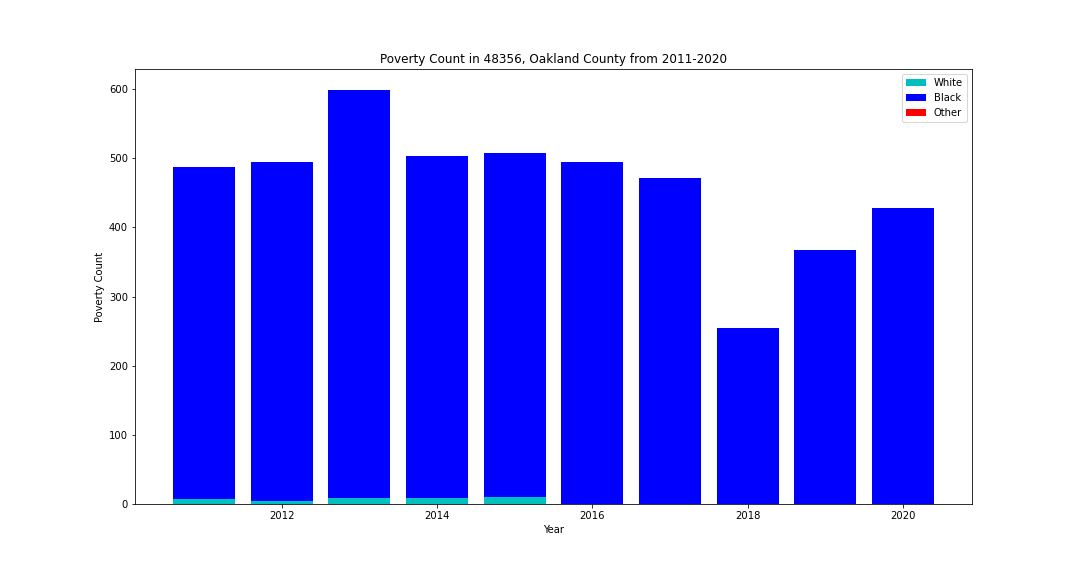 Poverty Count in 48356, Oakland County from 2011-2020
White
Black
Other
600
500
400
300
200
100
0
Poverty Count
2012
2014
2016
2018
2020
Year